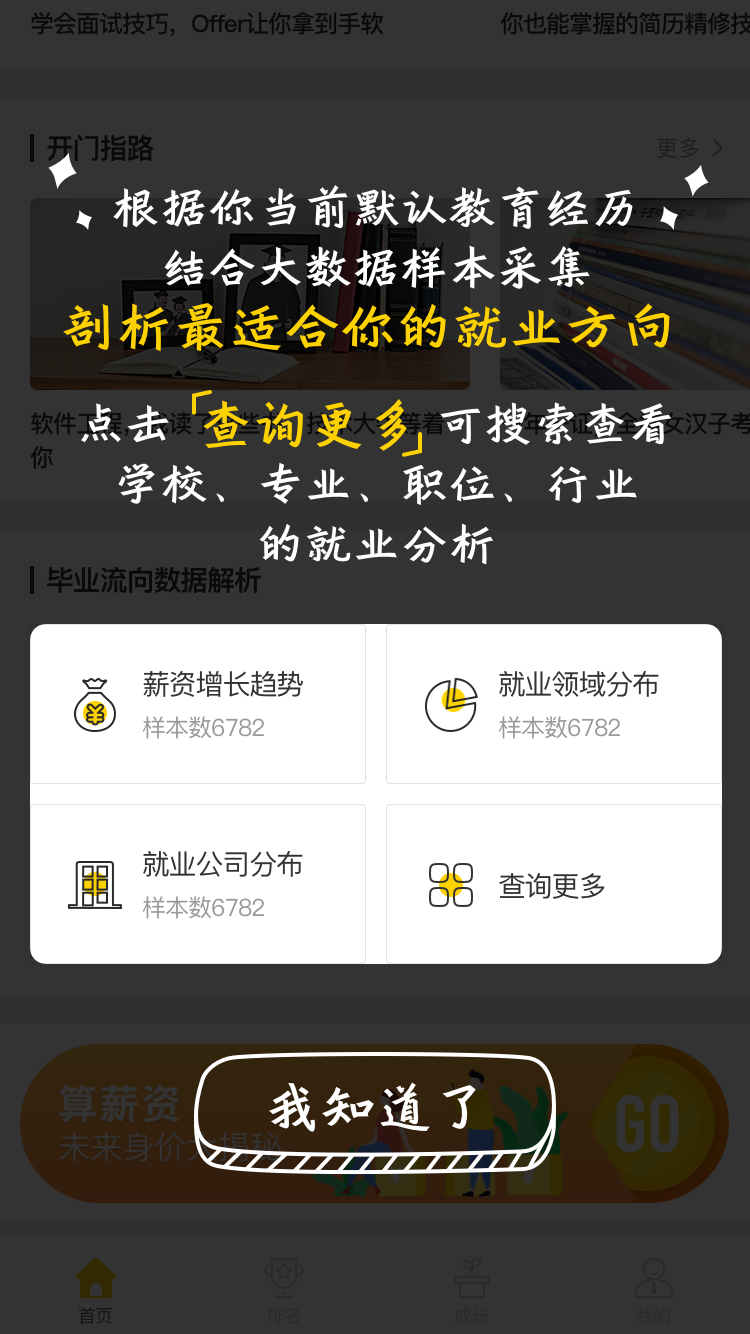 学会面试技巧，Offer让你拿到手软
你也能掌握的简历精修技
开门指路
更多
根据你当前默认教育经历
结合大数据样本采集
剖析最适合你的就业方向
点击「查询更多」可搜索查看
学校、专业、职位、行业
的就业分析
软件工程，
你
毕业流向数据解析
薪资增长趋势
样本数6782
就业领域分布
样本数6782
就业公司分布
样本数6782
查询更多
算薪资
未来身价大揭秘
GO
我知道了
首页
排名
成长
我的